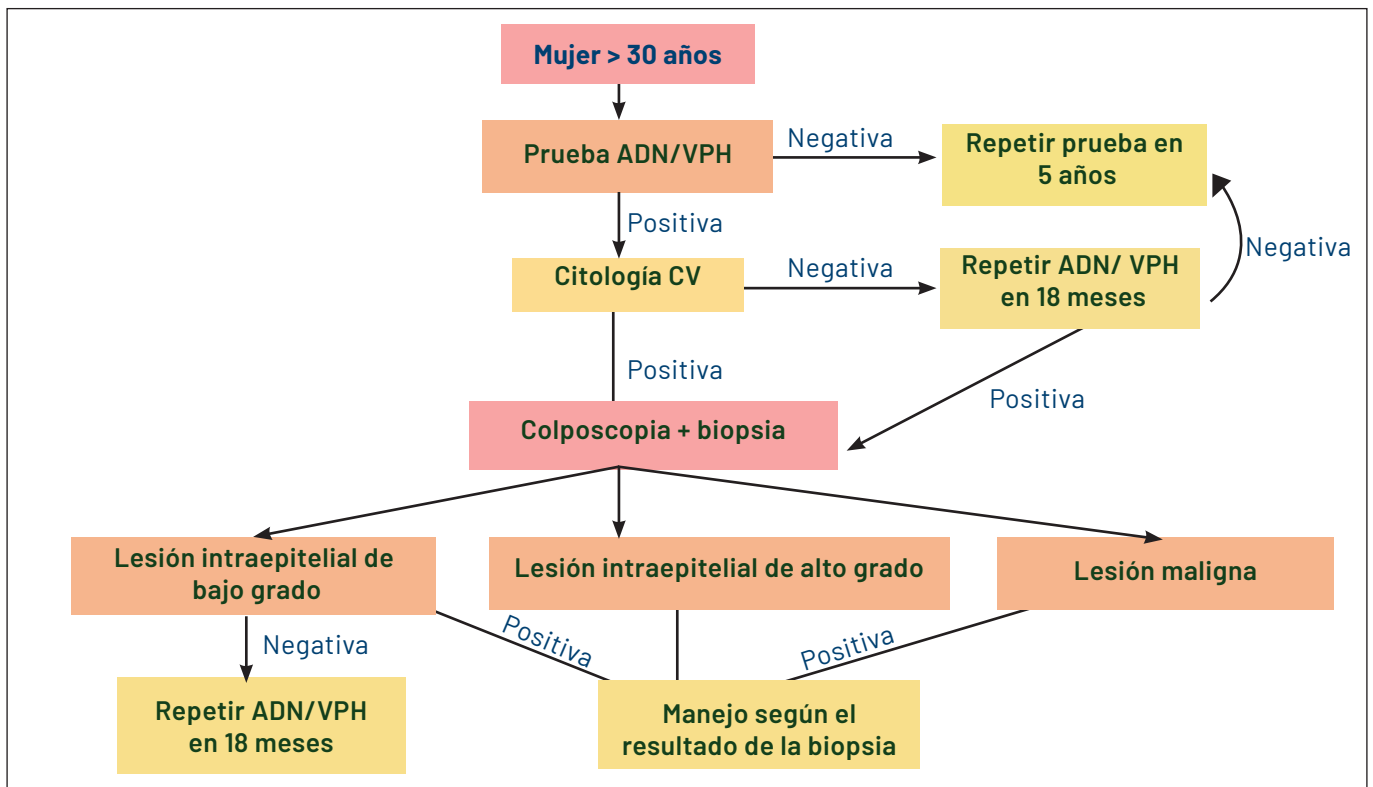 Mujer > 30 años
Prueba ADN/VPH
Negativa
Repetir prueba en
5 años
Positiva
Negativa
Citología CV
Negativa
Repetir ADN/ VPH
en 18 meses
Positiva
Positiva
Colposcopia + biopsia
Lesión intraepitelial de
bajo grado
Lesión intraepitelial de alto grado
Lesión maligna
Negativa
Positiva
Positiva
Repetir ADN/VPH
en 18 meses
Manejo según el
resultado de la biopsia